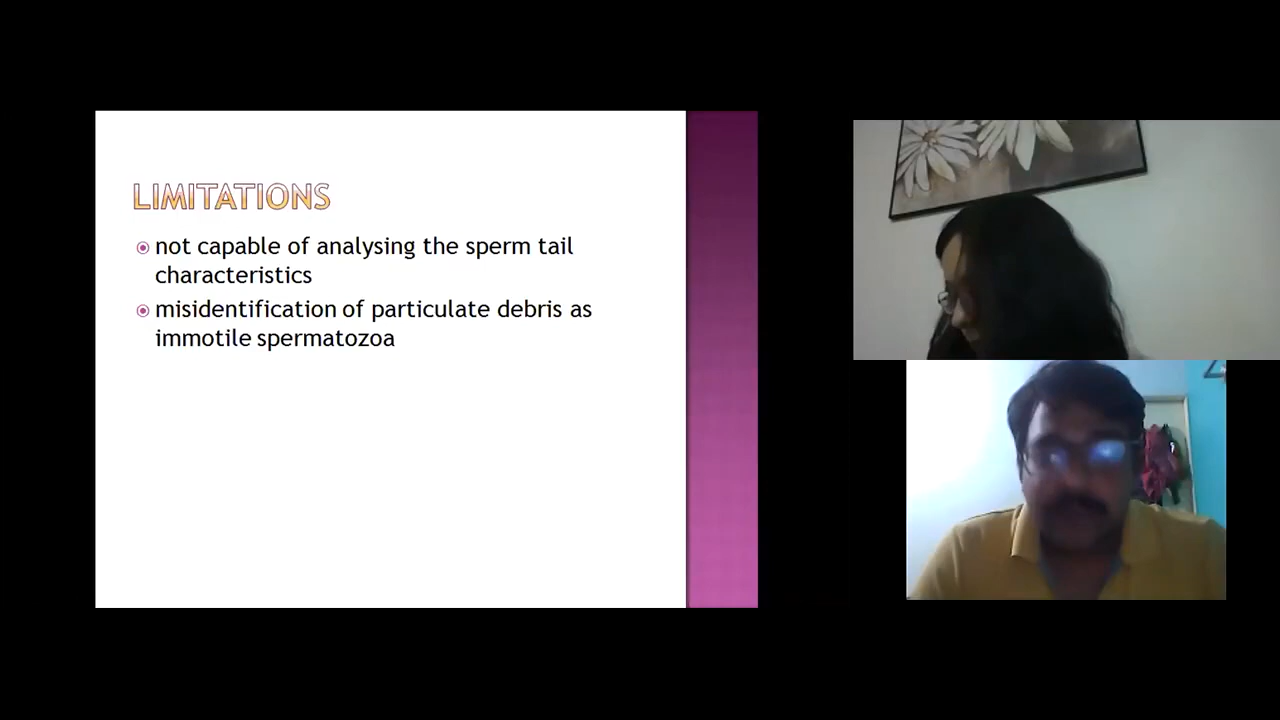 LIMITATIONS
not capable of analysing the sperm tail
characteristics
misidentification of particulate debris as
immotile spermatozoa